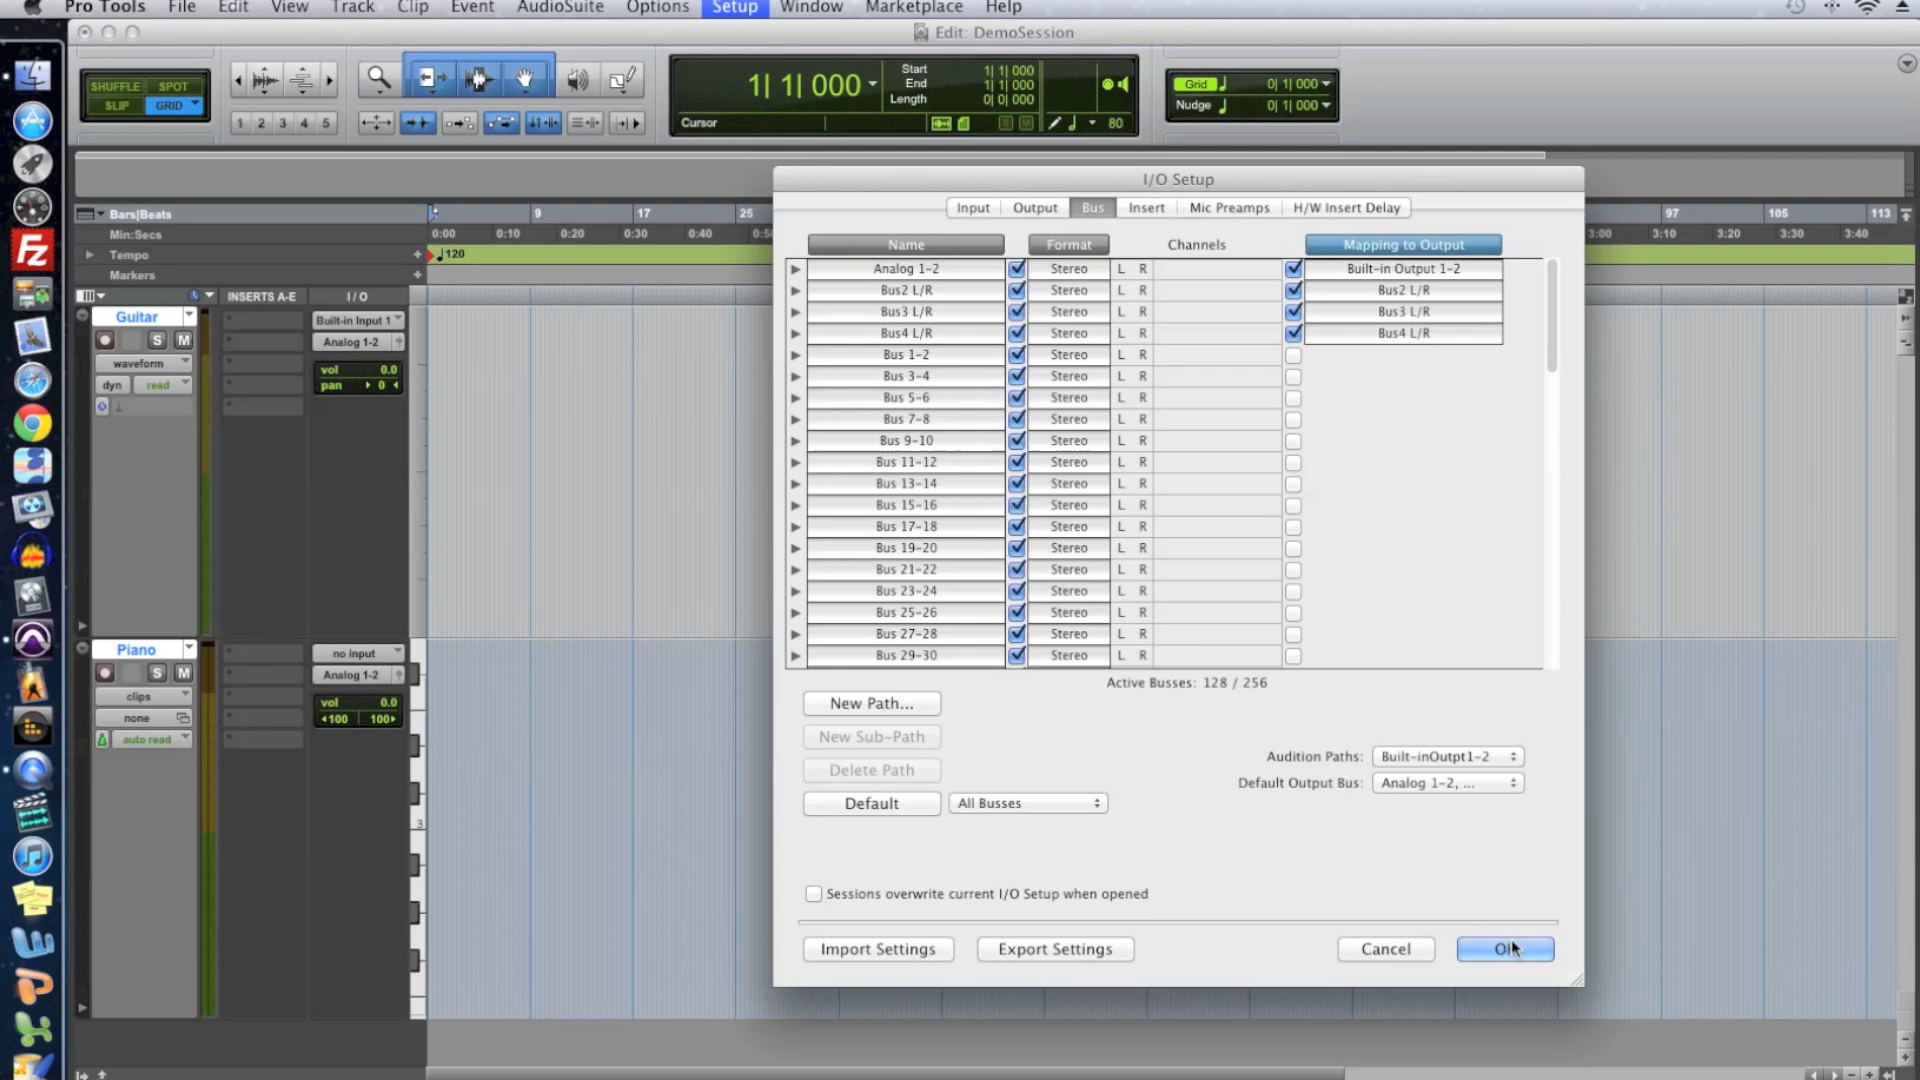 Pro Tools File Edit View Track Clip Event AudioSuite Options Setup Window Marketplace Help
Edit: DemoSession
SHUFFLE SPOT
SLIP GRID
1 2 3 4 5
1| 1| 000
Start 1| 1| 000
End 1| 1| 000
Length 0| 0| 000
Cursor
80
Grid 0| 1| 000
Nudge 0| 1| 000
I/O Setup
Input Output Bus Insert Mic Preamps H/W Insert Delay
Bars|Beats 9 17 25 97 105 113
Min:Secs 0:00 0:10 0:20 0:30 0:40 3:00 3:10 3:20 3:30 3:40
Tempo 120
Markers
INSERTS A-E I/O
Guitar
Built-in Input 1
S M
Analog 1-2
waveform
vol 0.0
dyn read
pan 0
Piano
no input
S M
Analog 1-2
clips
vol 0.0
none
100 100
auto read
3
Name Format Channels Mapping to Output
Analog 1-2 Stereo L R Built-in Output 1-2
Bus2 L/R Stereo L R Bus2 L/R
Bus3 L/R Stereo L R Bus3 L/R
Bus4 L/R Stereo L R Bus4 L/R
Bus 1-2 Stereo L R
Bus 3-4 Stereo L R
Bus 5-6 Stereo L R
Bus 7-8 Stereo L R
Bus 9-10 Stereo L R
Bus 11-12 Stereo L R
Bus 13-14 Stereo L R
Bus 15-16 Stereo L R
Bus 17-18 Stereo L R
Bus 19-20 Stereo L R
Bus 21-22 Stereo L R
Bus 23-24 Stereo L R
Bus 25-26 Stereo L R
Bus 27-28 Stereo L R
Bus 29-30 Stereo L R
Active Busses: 128 / 256
New Path...
New Sub-Path
Delete Path
Default All Busses
Audition Paths: Built-inOutpt1-2
Default Output Bus: Analog 1-2, ...
Sessions overwrite current I/O Setup when opened
Import Settings Export Settings Cancel